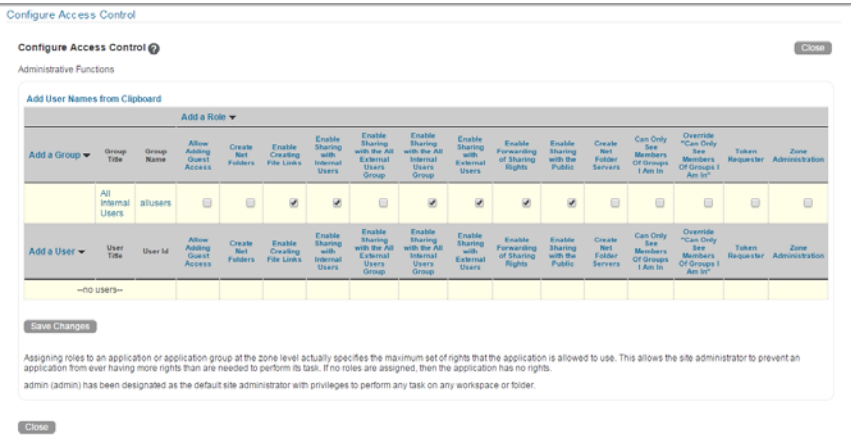 Configure Access Control
Configure Access Control ?
Close
Administrative Functions
Add User Names from Clipboard
Add a Role
Add a Group
Group Title
Group Name
Allow Adding Guest Access
Create Net Folders
Enable Creating File Links
Enable Sharing with Internal Users
Enable Sharing with the All External Users Group
Enable Sharing with the All Internal Users Group
Enable Sharing with External Users
Enable Forwarding of Sharing Rights
Enable Sharing with the Public
Create Net Folder Servers
Can Only See Members Of Groups I Am In
Override "Can Only See Members Of Groups I Am In"
Token Requester
Zone Administration
All Internal Users
allusers
Add a User
User Title
User Id
Allow Adding Guest Access
Create Net Folders
Enable Creating File Links
Enable Sharing with Internal Users
Enable Sharing with the All External Users Group
Enable Sharing with the All Internal Users Group
Enable Sharing with External Users
Enable Forwarding of Sharing Rights
Enable Sharing with the Public
Create Net Folder Servers
Can Only See Members Of Groups I Am In
Override "Can Only See Members Of Groups I Am In"
Token Requester
Zone Administration
--no users--
Save Changes
Assigning roles to an application or application group at the zone level actually specifies the maximum set of rights that the application is allowed to use. This allows the site administrator to prevent an
application from ever having more rights than are needed to perform its task. If no roles are assigned, then the application has no rights.
admin (admin) has been designated as the default site administrator with privileges to perform any task on any workspace or folder.
Close